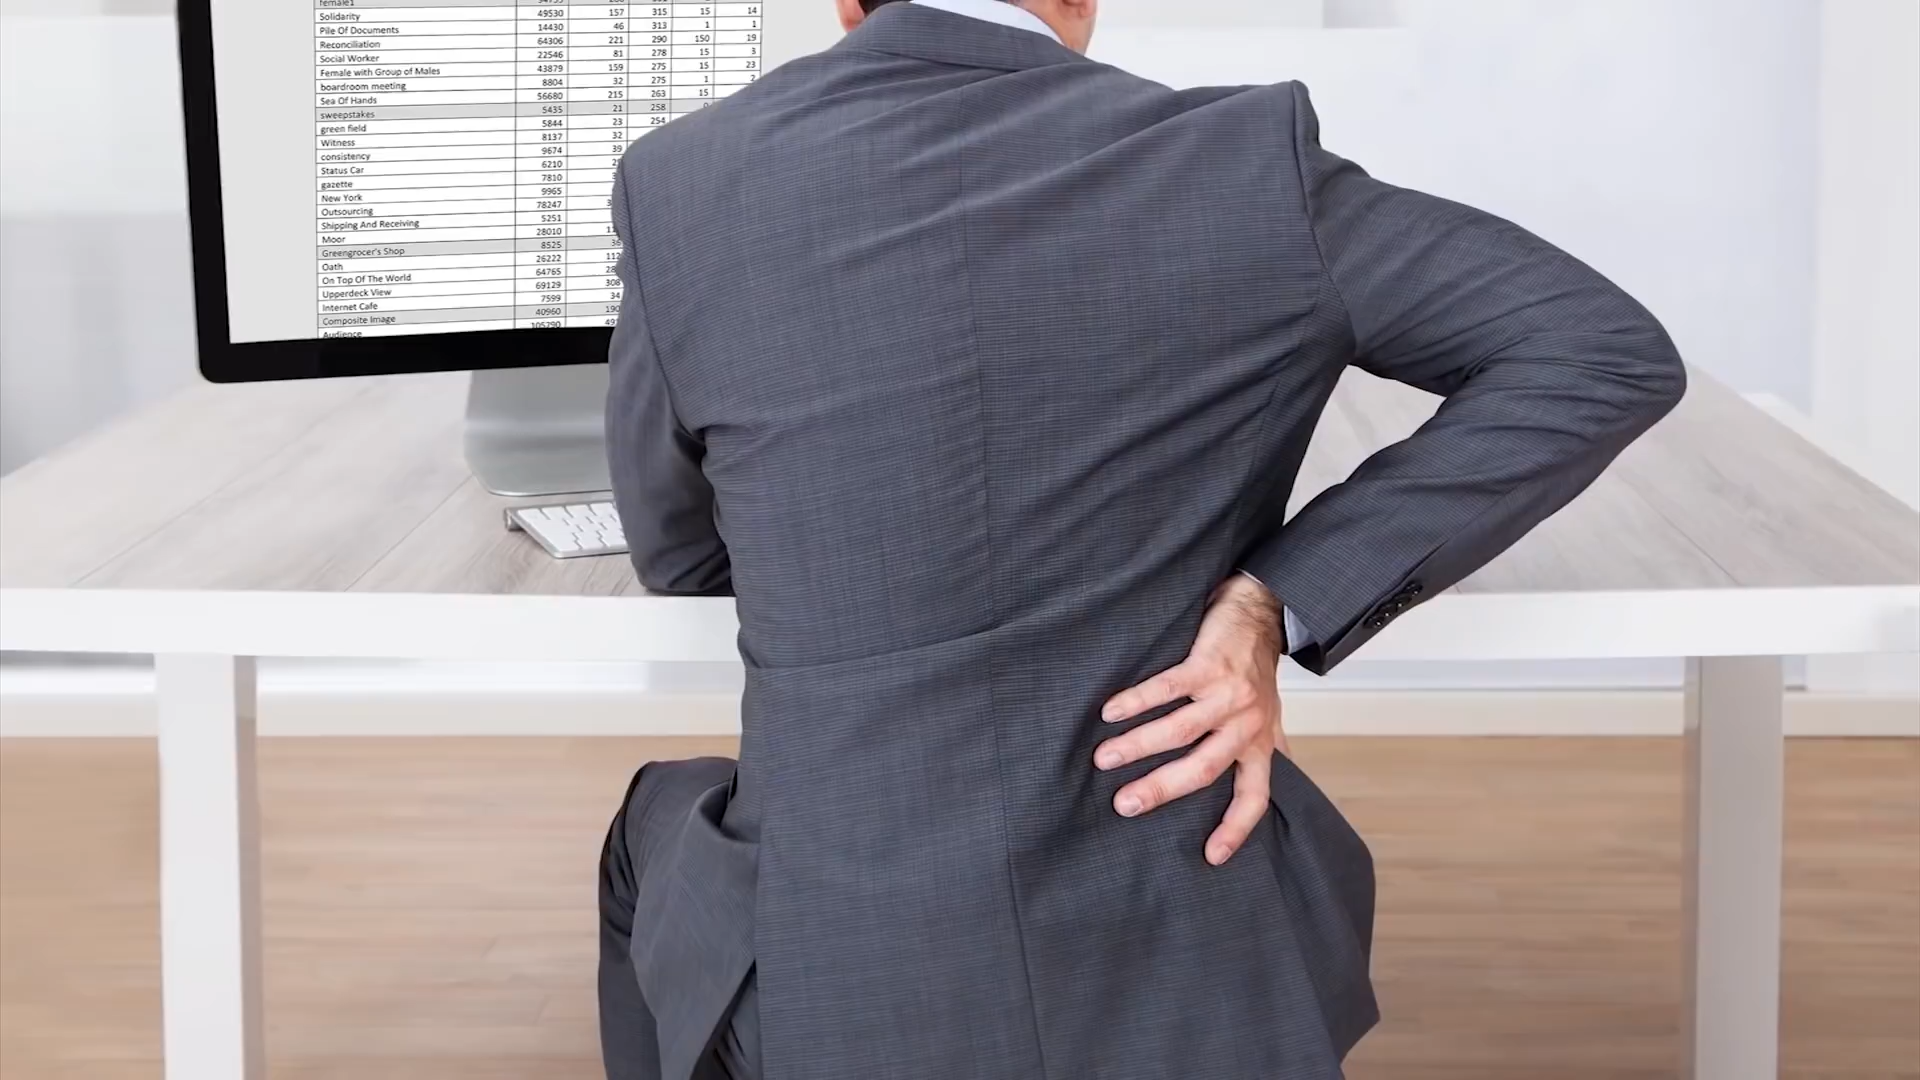 female1
Solidarity 49530 157 315 15 14
Pile Of Documents 14430 46 313 1 1
Reconciliation 64306 221 290 150 19
Social Worker 22546 81 278 15 3
Female with Group of Males 43879 159 275 15 23
boardroom meeting 8804 32 275 1 2
Sea Of Hands 56680 215 263 15
sweepstakes 5435 21 258
green field 5844 23 254
Witness 8137 32
consistency 9674 39
Status Car 6210
gazette 7810
New York 9965
Outsourcing 78247
Shipping And Receiving 5251
Moor 28010
Greengrocer's Shop 8525
Oath 26222 112
On Top Of The World 64765
Upperdeck View 69129 308
Internet Cafe 7599 34
Composite Image 40960 190
Audience 105290